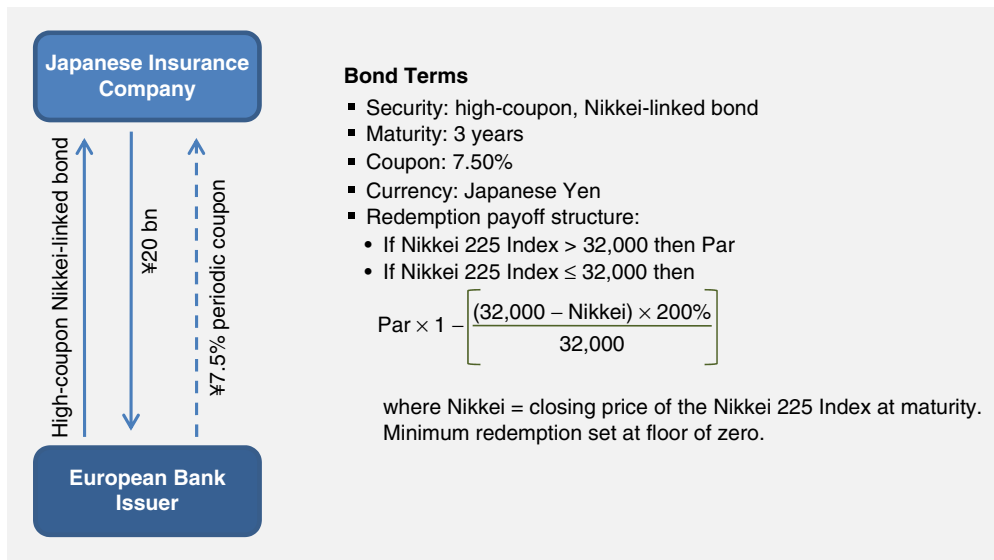 Japanese Insurance
Company
High-coupon Nikkei-linked bond
¥20 bn
¥7.5% periodic coupon
European Bank
Issuer
Bond Terms
▪ Security: high-coupon, Nikkei-linked bond
▪ Maturity: 3 years
▪ Coupon: 7.50%
▪ Currency: Japanese Yen
▪ Redemption payoff structure:
• If Nikkei 225 Index > 32,000 then Par
• If Nikkei 225 Index ≤ 32,000 then
Par × 1 – [(32,000 – Nikkei) × 200%
32,000]
where Nikkei = closing price of the Nikkei 225 Index at maturity.
Minimum redemption set at floor of zero.